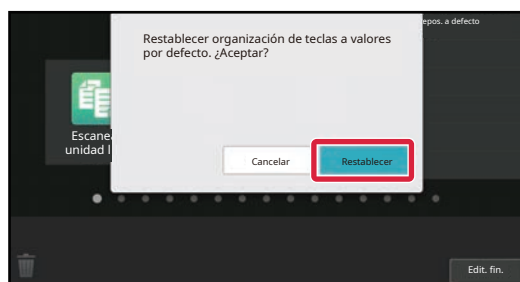 epos. a defecto
Restablecer organización de teclas a valores
por defecto. ¿Aceptar?
Escane
unidad l
Cancelar
Restablecer
Edit. fin.